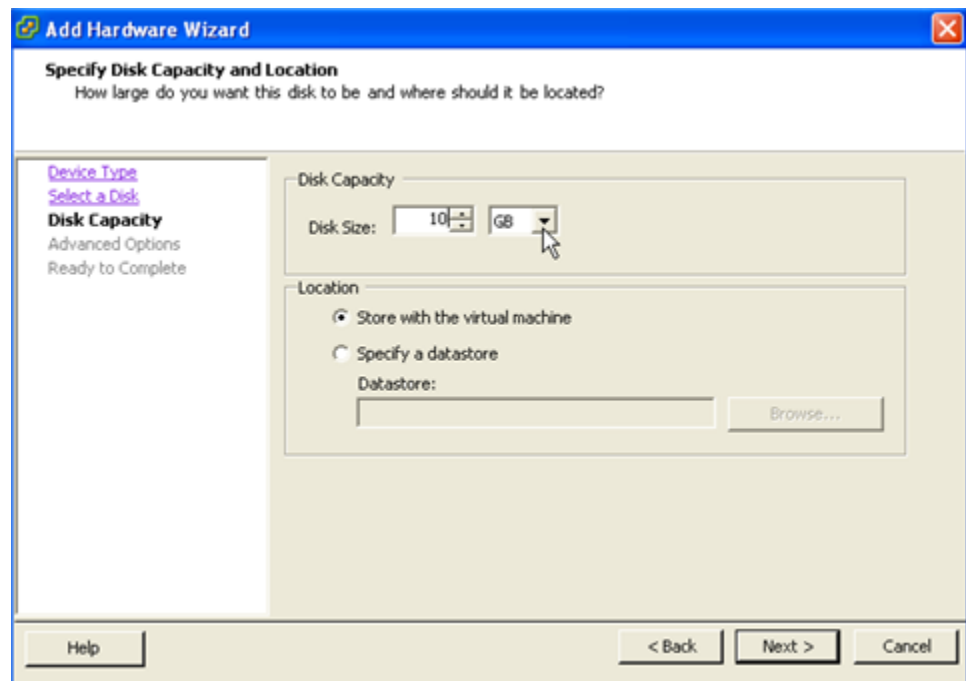 Add Hardware Wizard
Specify Disk Capacity and Location
How large do you want this disk to be and where should it be located?
Device Type
Select a Disk
Disk Capacity
Advanced Options
Ready to Complete
Disk Capacity
Disk Size: 10 GB
Location
Store with the virtual machine
Specify a datastore
Datastore:
Browse...
Help
< Back Next > Cancel